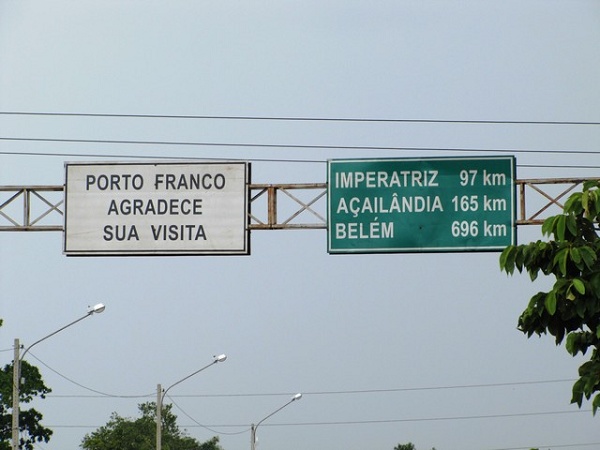 PORTO FRANCO
AGRADECE
SUA VISITA
IMPERATRIZ 97 km
AÇAILÂNDIA 165 km
BELÉM 696 km